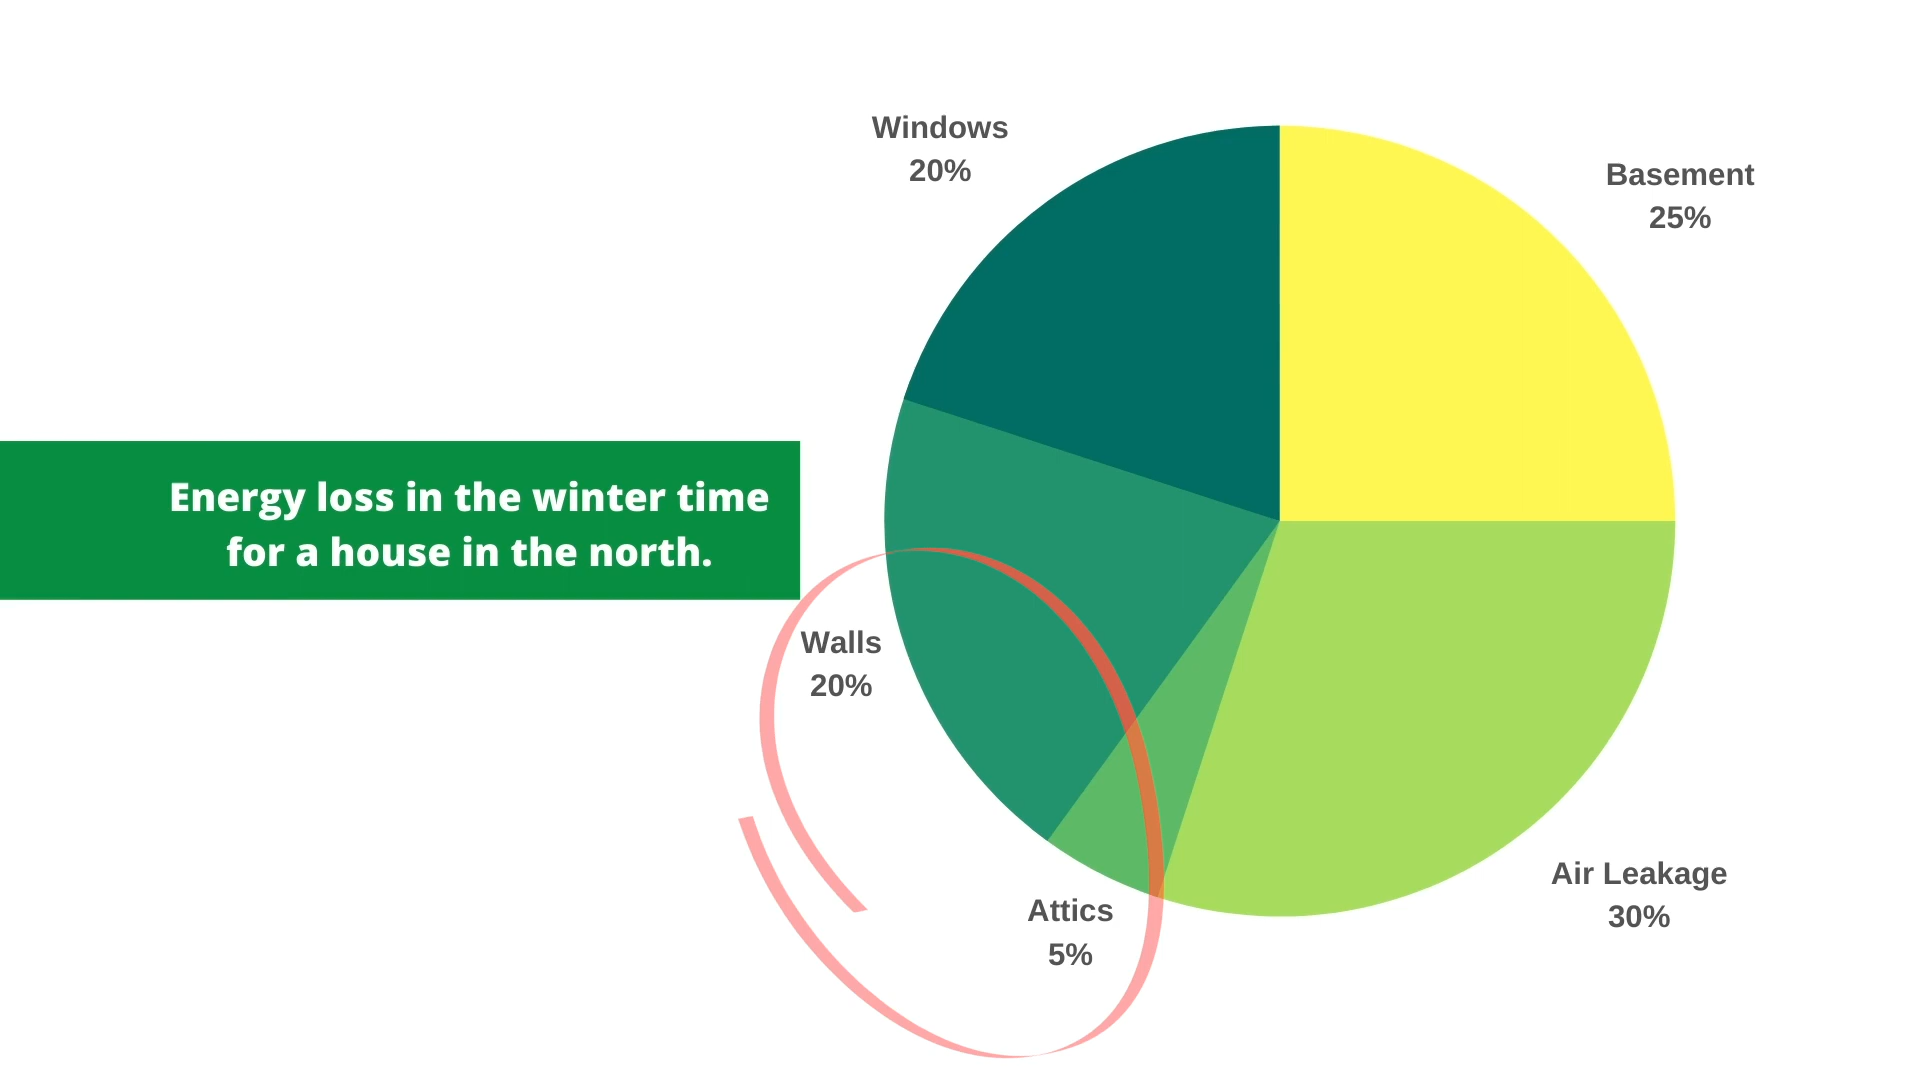 Windows
20%
Basement
25%
Energy loss in the winter time
for a house in the north.
Walls
20%
Air Leakage
30%
Attics
5%